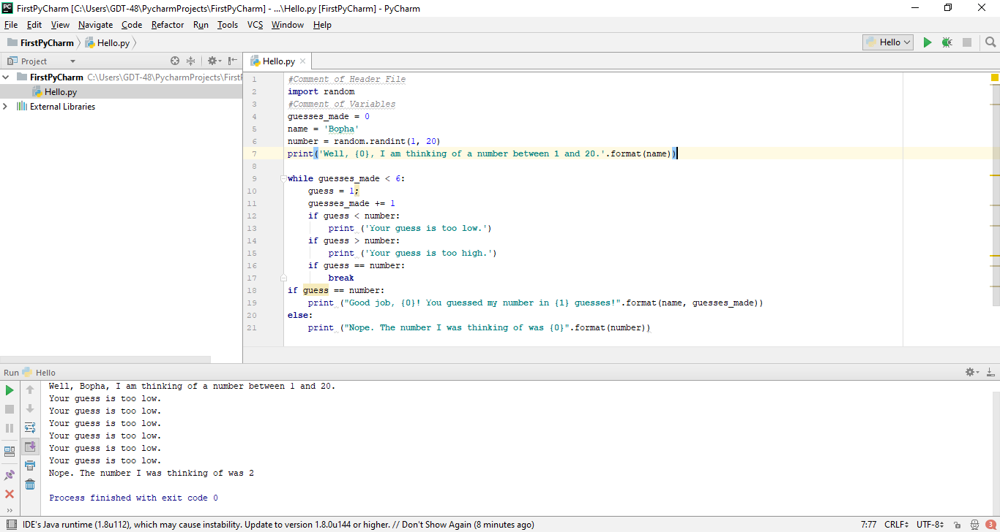 FirstPyCharm [C:\Users\GDT-48\PycharmProjects\FirstPyCharm] - ...\Hello.py [FirstPyCharm] - PyCharm
File Edit View Navigate Code Refactor Run Tools VCS Window Help
FirstPyCharm Hello.py Hello
Project Hello.py
FirstPyCharm C:\Users\GDT-48\PycharmProjects\FirstF
Hello.py
External Libraries
1 #Comment of Header File
2 import random
3 #Comment of Variables
4 guesses_made = 0
5 name = 'Bopha'
6 number = random.randint(1, 20)
7 print('Well, {0}, I am thinking of a number between 1 and 20.'.format(name))
8
9 while guesses_made < 6:
10     guess = 1;
11     guesses_made += 1
12     if guess < number:
13         print ('Your guess is too low.')
14     if guess > number:
15         print ('Your guess is too high.')
16     if guess == number:
17         break
18 if guess == number:
19     print ("Good job, {0}! You guessed my number in {1} guesses!".format(name, guesses_made))
20 else:
21     print ("Nope. The number I was thinking of was {0}".format(number))
Run Hello
Well, Bopha, I am thinking of a number between 1 and 20.
Your guess is too low.
Your guess is too low.
Your guess is too low.
Your guess is too low.
Your guess is too low.
Your guess is too low.
Nope. The number I was thinking of was 2
Process finished with exit code 0
IDE's Java runtime (1.8u112), which may cause instability. Update to version 1.8.0u144 or higher. // Don't Show Again (8 minutes ago) 7:77 CRLF UTF-8 3